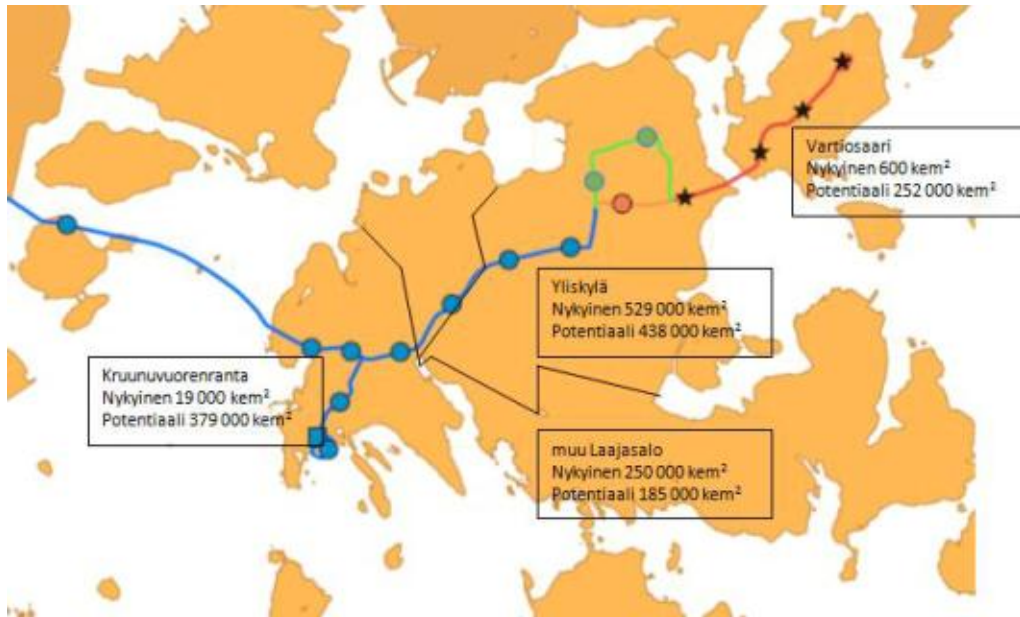 Vartiosaari
Nykyinen 600 kem²
Potentiaali 252 000 kem²
Yliskylä
Nykyinen 529 000 kem²
Potentiaali 438 000 kem²
Kruunuvuorenranta
Nykyinen 19 000 kem²
Potentiaali 379 000 kem²
muu Laajasalo
Nykyinen 250 000 kem²
Potentiaali 185 000 kem²